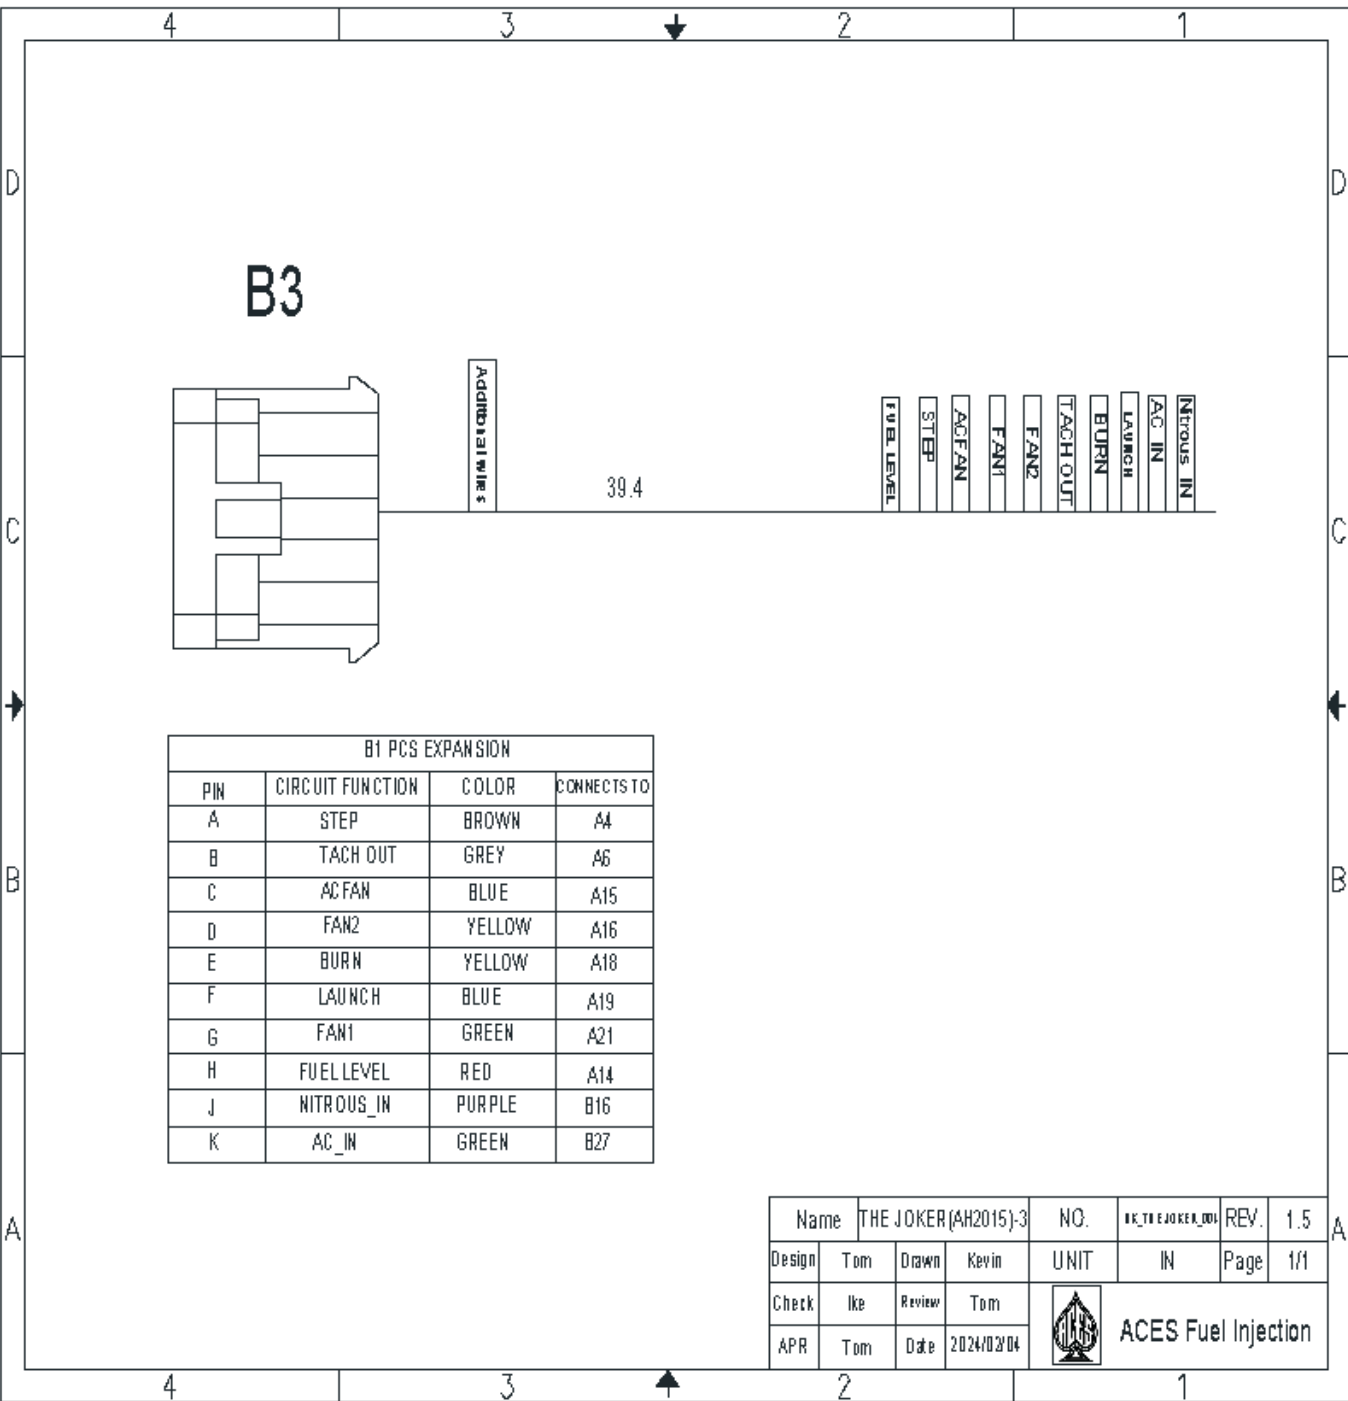 4 3 2 1
D D
B3
Additional wires
39.4
FUEL LEVEL
STEP
ACFAN
FAN1
FAN2
TACH OUT
BURN
LAUNCH
AC IN
Nitrous IN
C C
B1 PCS EXPANSION
PIN CIRCUIT FUNCTION COLOR CONNECTS TO
A STEP BROWN A4
B TACH OUT GREY A6
C ACFAN BLUE A15
D FAN2 YELLOW A16
E BURN YELLOW A18
F LAUNCH BLUE A19
G FAN1 GREEN A21
H FUEL LEVEL RED A14
J NITROUS_IN PURPLE B16
K AC_IN GREEN B27
B B
Name THE JOKER(AH2015)-3 NO. REV. 1.5
Design Tom Drawn Kevin UNIT IN Page 1/1
Check Ike Review Tom
APR Tom Date 2024/02/04
ACES
ACES Fuel Injection
A A
4 3 2 1